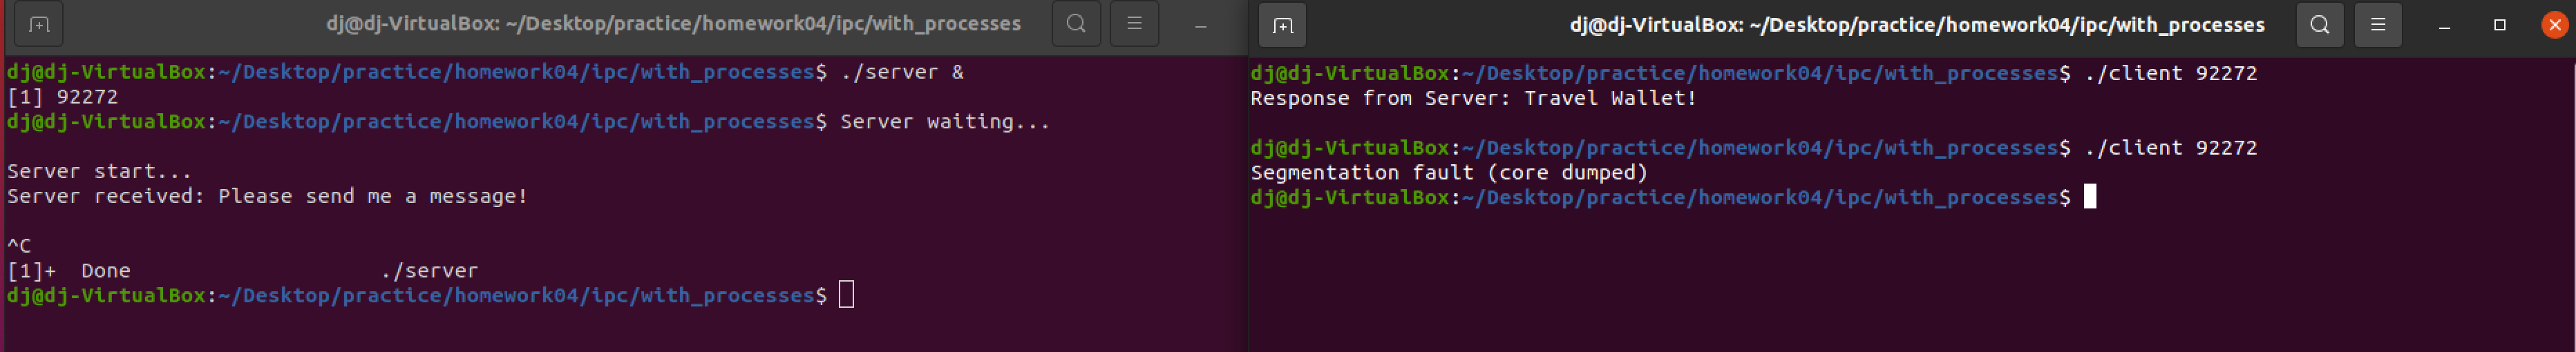 dj@dj-VirtualBox: ~/Desktop/practice/homework04/ipc/with_processes
dj@dj-VirtualBox:~/Desktop/practice/homework04/ipc/with_processes$ ./server &
[1] 92272
dj@dj-VirtualBox:~/Desktop/practice/homework04/ipc/with_processes$ Server waiting...
Server start...
Server received: Please send me a message!
^C
[1]+  Done                    ./server
dj@dj-VirtualBox:~/Desktop/practice/homework04/ipc/with_processes$
dj@dj-VirtualBox: ~/Desktop/practice/homework04/ipc/with_processes
dj@dj-VirtualBox:~/Desktop/practice/homework04/ipc/with_processes$ ./client 92272
Response from Server: Travel Wallet!
dj@dj-VirtualBox:~/Desktop/practice/homework04/ipc/with_processes$ ./client 92272
Segmentation fault (core dumped)
dj@dj-VirtualBox:~/Desktop/practice/homework04/ipc/with_processes$